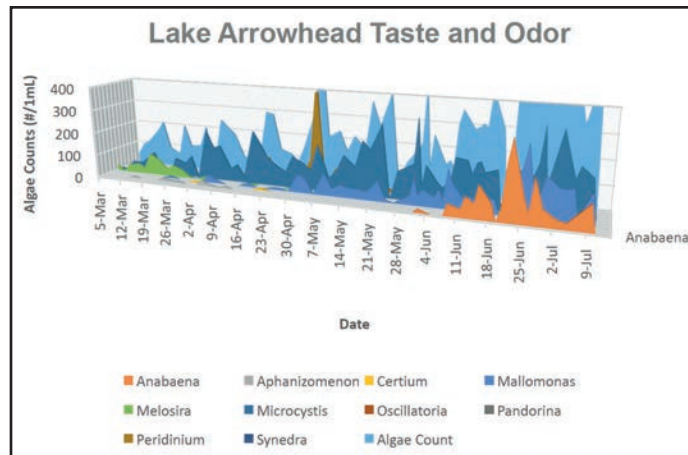 Lake Arrowhead Taste and Odor
Algae Counts (#/1mL)
400
300
200
100
0
5-Mar
12-Mar
19-Mar
26-Mar
2-Apr
9-Apr
16-Apr
23-Apr
30-Apr
7-May
14-May
21-May
28-May
4-Jun
11-Jun
18-Jun
25-Jun
2-Jul
9-Jul
Anabaena
Date
Anabaena Aphanizomenon Certium Mallomonas
Melosira Microcystis Oscillatoria Pandorina
Peridinium Synedra Algae Count